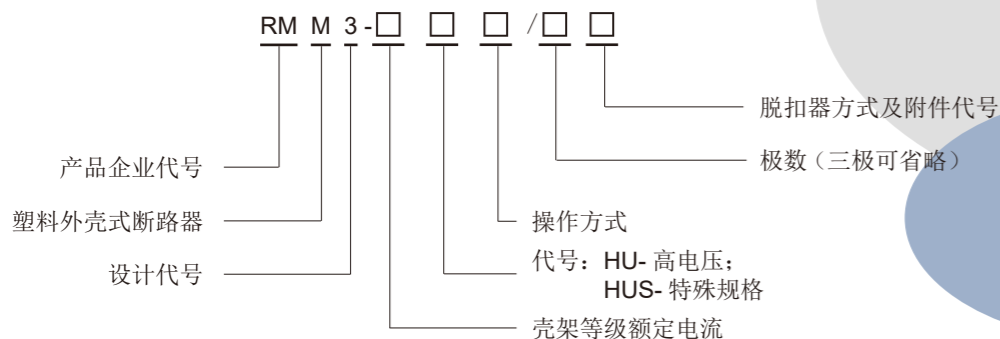 RM M 3 - □ □ □ / □ □
脱扣器方式及附件代号
产品企业代号
极数（三极可省略）
塑料外壳式断路器
操作方式
设计代号
代号：HU- 高电压；
HUS- 特殊规格
壳架等级额定电流